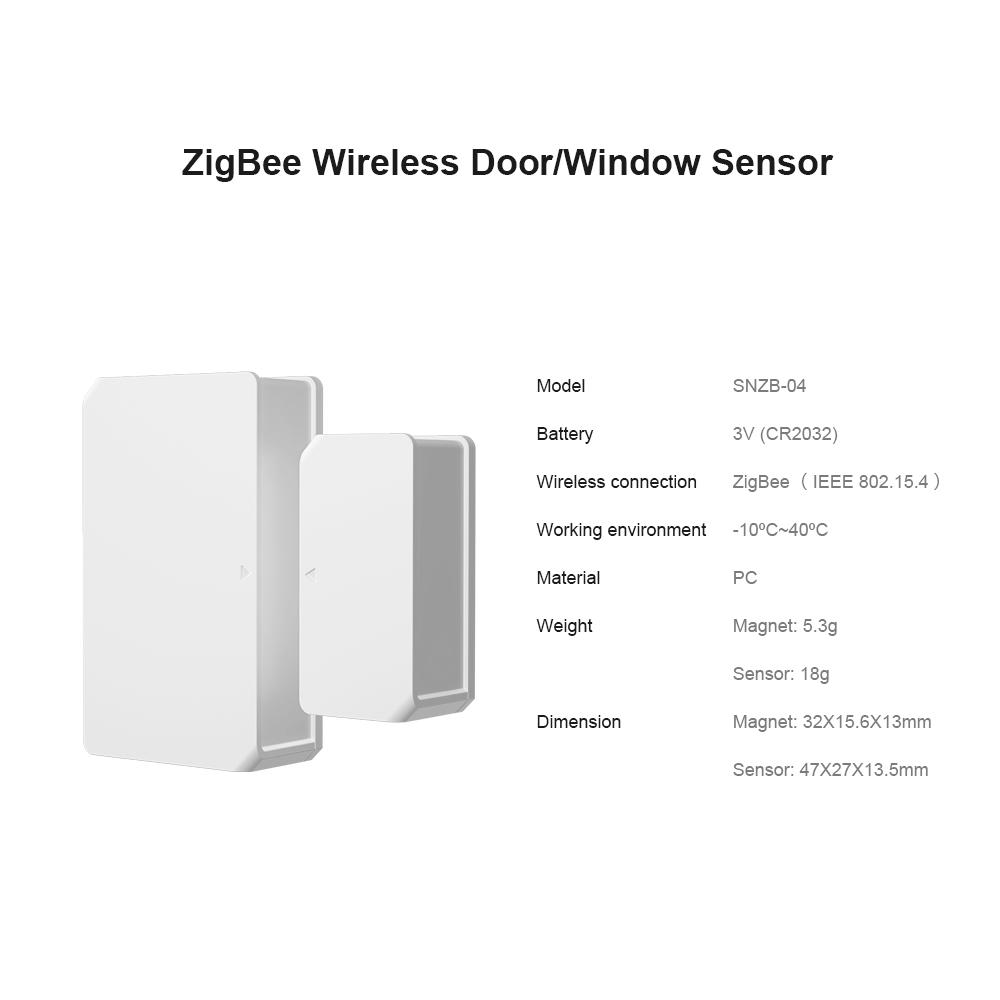 ZigBee Wireless Door/Window Sensor
Model SNZB-04
Battery 3V (CR2032)
Wireless connection ZigBee（IEEE 802.15.4）
Working environment -10ºC~40ºC
Material PC
Weight Magnet: 5.3g
Sensor: 18g
Dimension Magnet: 32X15.6X13mm
Sensor: 47X27X13.5mm